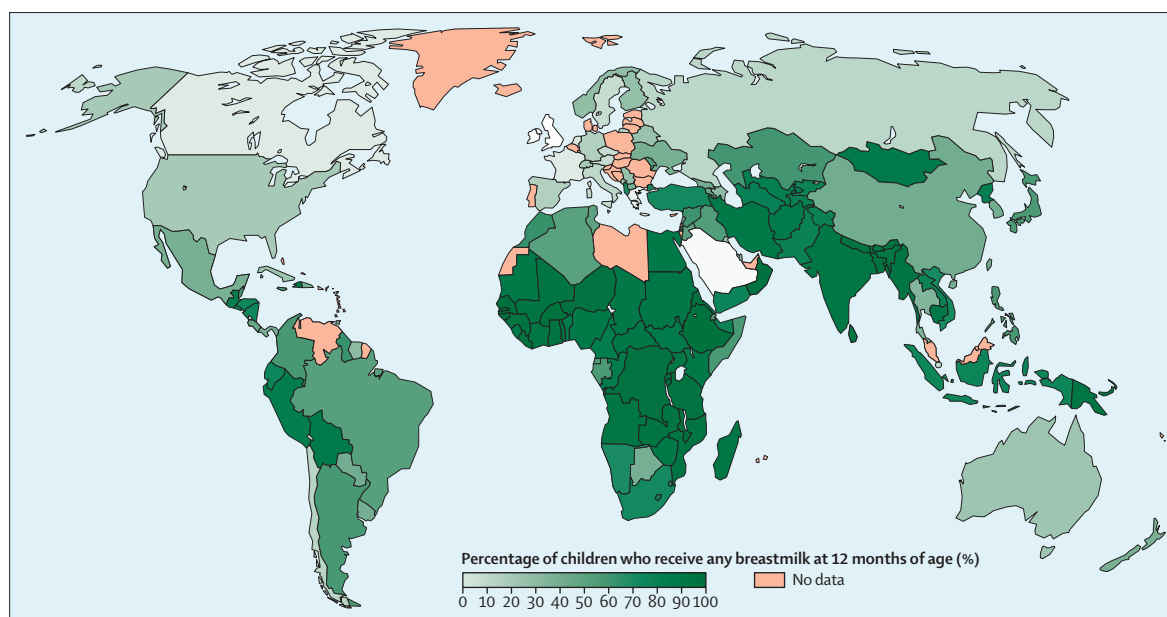 Percentage of children who receive any breastmilk at 12 months of age (%)
No data
0 10 20 30 40 50 60 70 80 90 100